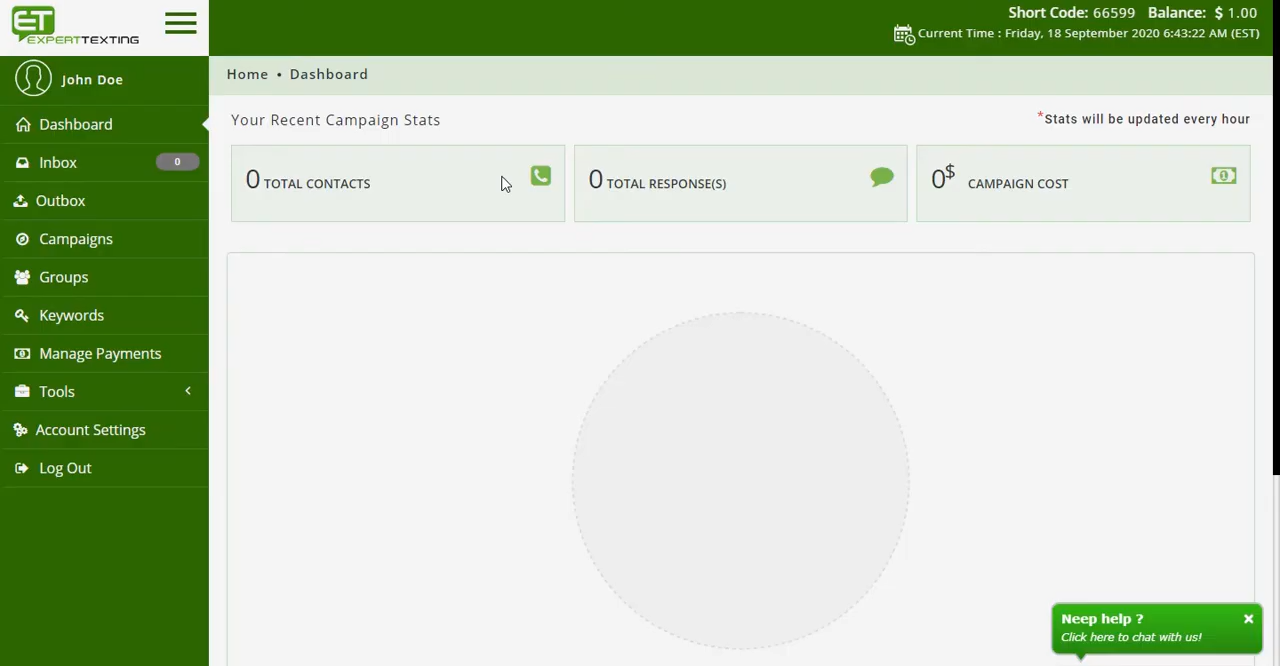 ET
EXPERTTEXTING
Short Code: 66599 Balance: $ 1.00
Current Time : Friday, 18 September 2020 6:43:22 AM (EST)
John Doe
Home • Dashboard
Dashboard
Inbox 0
Outbox
Campaigns
Groups
Keywords
Manage Payments
Tools
Account Settings
Log Out
Your Recent Campaign Stats
*Stats will be updated every hour
0 TOTAL CONTACTS
0 TOTAL RESPONSE(S)
0$ CAMPAIGN COST
Neep help ?
Click here to chat with us!